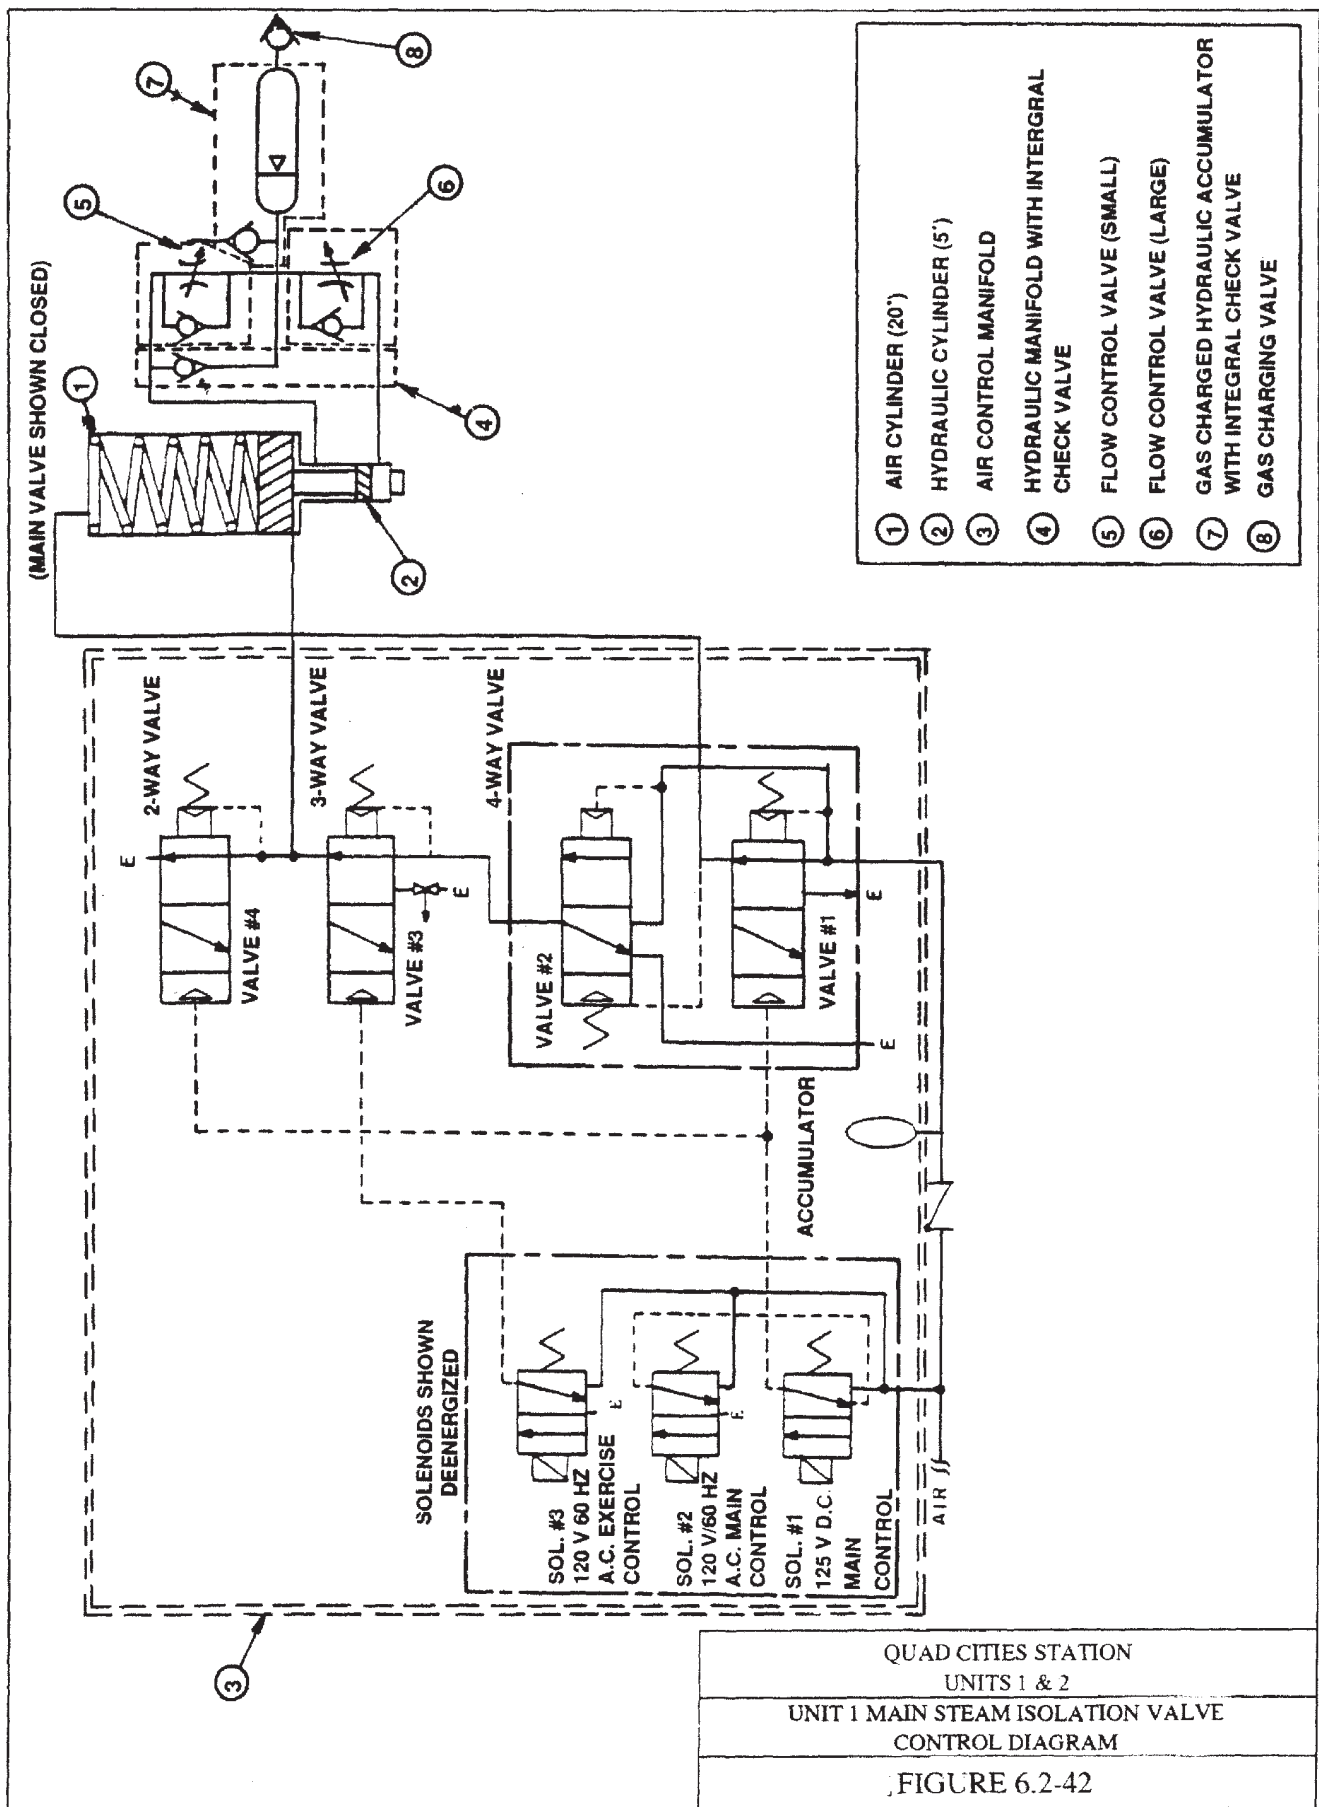 (MAIN VALVE SHOWN CLOSED)
1
2
3
4
5
6
7
8
2-WAY VALVE
E
VALVE #4
3-WAY VALVE
E
VALVE #3
4-WAY VALVE
VALVE #2
E
VALVE #1
E
ACCUMULATOR
SOLENOIDS SHOWN
DEENERGIZED
SOL. #3
120 V 60 HZ
A.C. EXERCISE
CONTROL
E
SOL. #2
120 V/60 HZ
A.C. MAIN
CONTROL
E
SOL. #1
125 V D.C.
MAIN
CONTROL
AIR
1 AIR CYLINDER (20")
2 HYDRAULIC CYLINDER (5")
3 AIR CONTROL MANIFOLD
4 HYDRAULIC MANIFOLD WITH INTERGRAL
CHECK VALVE
5 FLOW CONTROL VALVE (SMALL)
6 FLOW CONTROL VALVE (LARGE)
7 GAS CHARGED HYDRAULIC ACCUMULATOR
WITH INTEGRAL CHECK VALVE
8 GAS CHARGING VALVE
QUAD CITIES STATION
UNITS 1 & 2
UNIT 1 MAIN STEAM ISOLATION VALVE
CONTROL DIAGRAM
FIGURE 6.2-42